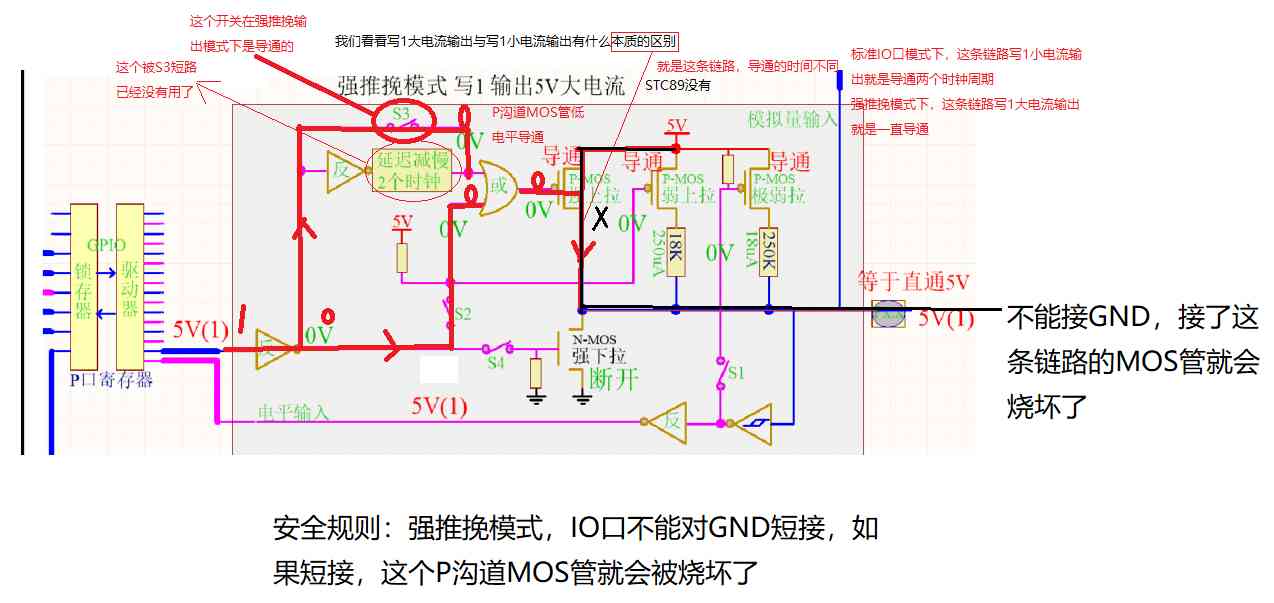 这个开关在强推挽输
出模式下是导通的
我们看看写1大电流输出与写1小电流输出有什么本质的区别
这个被S3短路
已经没有用了
就是这条链路，导通的时间不同
STC89没有
标准IO口模式下，这条链路写1小电流输
出就是导通两个时钟周期
强推挽模式下，这条链路写1大电流输出
就是一直导通
强推挽模式 写1 输出5V大电流
S3
0
0V
P沟道MOS管低
电平导通
模拟量输入
5V
导通
导通
导通
反
延迟减慢
2个时钟
或
0
0
0V
P-MOS
强上拉
P-MOS
弱上拉
P-MOS
极弱拉
X
5V
0V
0V
0V
18K
250uA
250K
18uA
GPIO
锁存器
驱动器
P口寄存器
5V(1)
1
反
0V
0
S2
S4
N-MOS
强下拉
断开
S1
等于直通5V
5V(1)
5V(1)
电平输入
反
不能接GND，接了这
条链路的MOS管就会
烧坏了
安全规则：强推挽模式，IO口不能对GND短接，如
果短接，这个P沟道MOS管就会被烧坏了